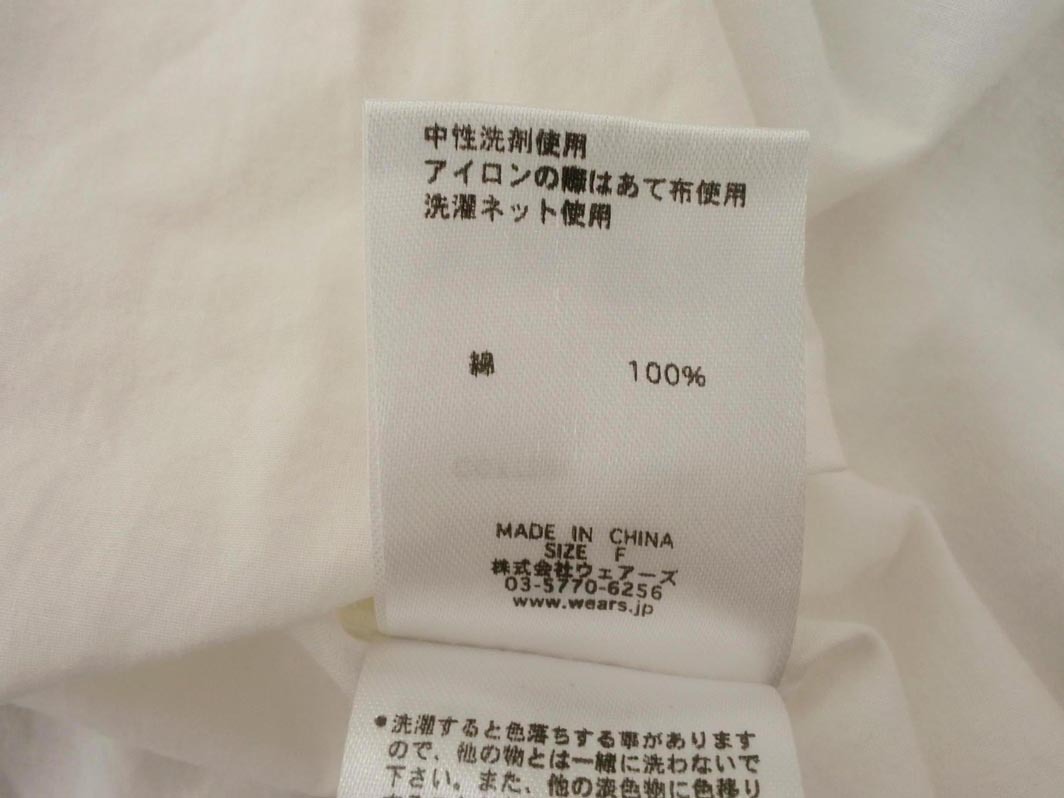 中性洗剤使用
アイロンの際はあて布使用
洗濯ネット使用
綿 100%
MADE IN CHINA
SIZE F
株式会社ウェアーズ
03-5770-6256
www.wears.jp
•洗濯すると色落ちする事があります
ので、他の物とは一緒に洗わないで
下さい。また、他の淡色物に色移り